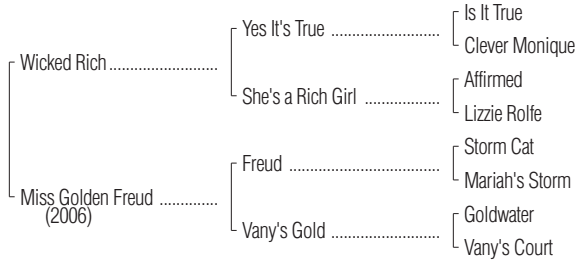 Is It True
Yes It's True ....................
Clever Monique
Wicked Rich ....................
Affirmed
She's a Rich Girl ..............
Lizzie Rolfe
Storm Cat
Freud ............................
Mariah's Storm
Miss Golden Freud ...........
(2006)
Goldwater
Vany's Gold .....................
Vany's Court